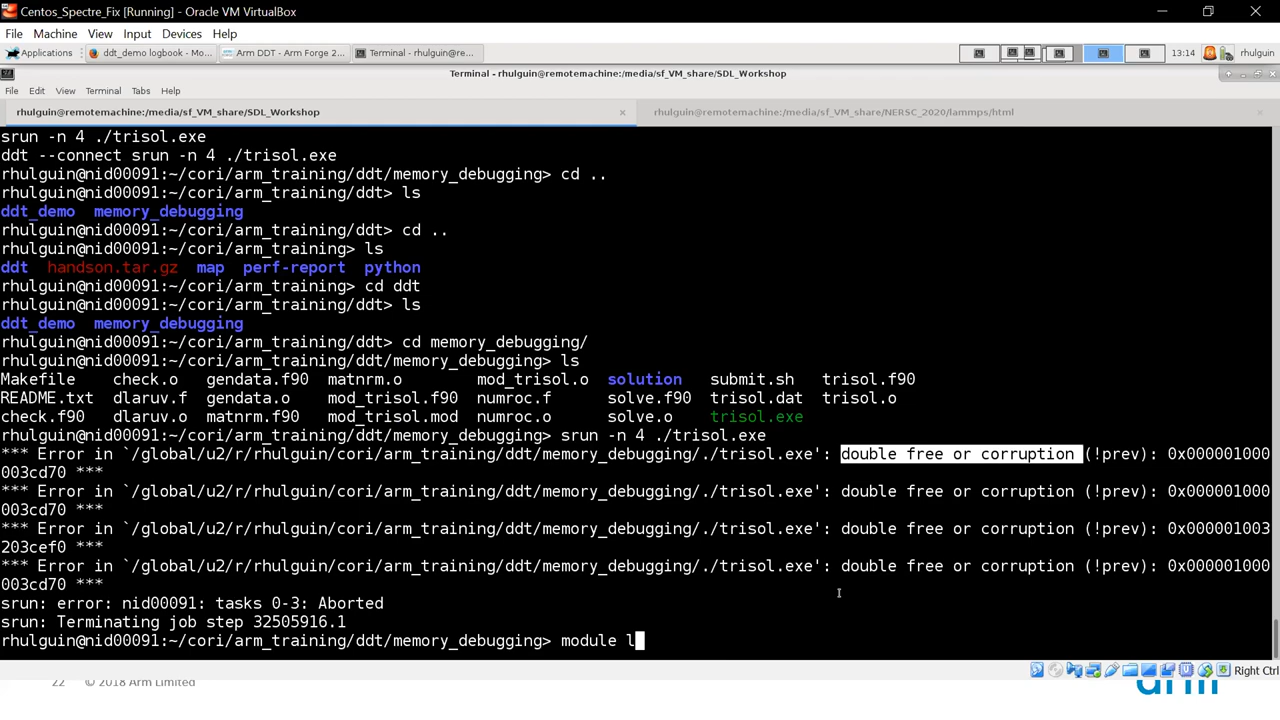 Centos_Spectre_Fix [Running] - Oracle VM VirtualBox
File Machine View Input Devices Help
Applications ddt_demo logbook - Mo... Arm DDT - Arm Forge 2... Terminal - rhulguin@re... 13:14 rhulguin
Terminal - rhulguin@remotemachine:/media/sf_VM_share/SDL_Workshop
File Edit View Terminal Tabs Help
rhulguin@remotemachine:/media/sf_VM_share/SDL_Workshop rhulguin@remotemachine:/media/sf_VM_share/NERSC_2020/lammps/html
srun -n 4 ./trisol.exe
ddt --connect srun -n 4 ./trisol.exe
rhulguin@nid00091:~/cori/arm_training/ddt/memory_debugging> cd ..
rhulguin@nid00091:~/cori/arm_training/ddt> ls
ddt_demo memory_debugging
rhulguin@nid00091:~/cori/arm_training/ddt> cd ..
rhulguin@nid00091:~/cori/arm_training> ls
ddt handson.tar.gz map perf-report python
rhulguin@nid00091:~/cori/arm_training> cd ddt
rhulguin@nid00091:~/cori/arm_training/ddt> ls
ddt_demo memory_debugging
rhulguin@nid00091:~/cori/arm_training/ddt> cd memory_debugging/
rhulguin@nid00091:~/cori/arm_training/ddt/memory_debugging> ls
Makefile check.o gendata.f90 matnrm.o mod_trisol.o solution submit.sh trisol.f90
README.txt dlaruv.f gendata.o mod_trisol.f90 numroc.f solve.f90 trisol.dat trisol.o
check.f90 dlaruv.o matnrm.f90 mod_trisol.mod numroc.o solve.o trisol.exe
rhulguin@nid00091:~/cori/arm_training/ddt/memory_debugging> srun -n 4 ./trisol.exe
*** Error in `/global/u2/r/rhulguin/cori/arm_training/ddt/memory_debugging/./trisol.exe': double free or corruption (!prev): 0x000001000
003cd70 ***
*** Error in `/global/u2/r/rhulguin/cori/arm_training/ddt/memory_debugging/./trisol.exe': double free or corruption (!prev): 0x000001000
003cd70 ***
*** Error in `/global/u2/r/rhulguin/cori/arm_training/ddt/memory_debugging/./trisol.exe': double free or corruption (!prev): 0x000001003
203cef0 ***
*** Error in `/global/u2/r/rhulguin/cori/arm_training/ddt/memory_debugging/./trisol.exe': double free or corruption (!prev): 0x000001000
003cd70 ***
srun: error: nid00091: tasks 0-3: Aborted
srun: Terminating job step 32505916.1
rhulguin@nid00091:~/cori/arm_training/ddt/memory_debugging> module l
Right Ctrl
22 © 2018 Arm Limited arm